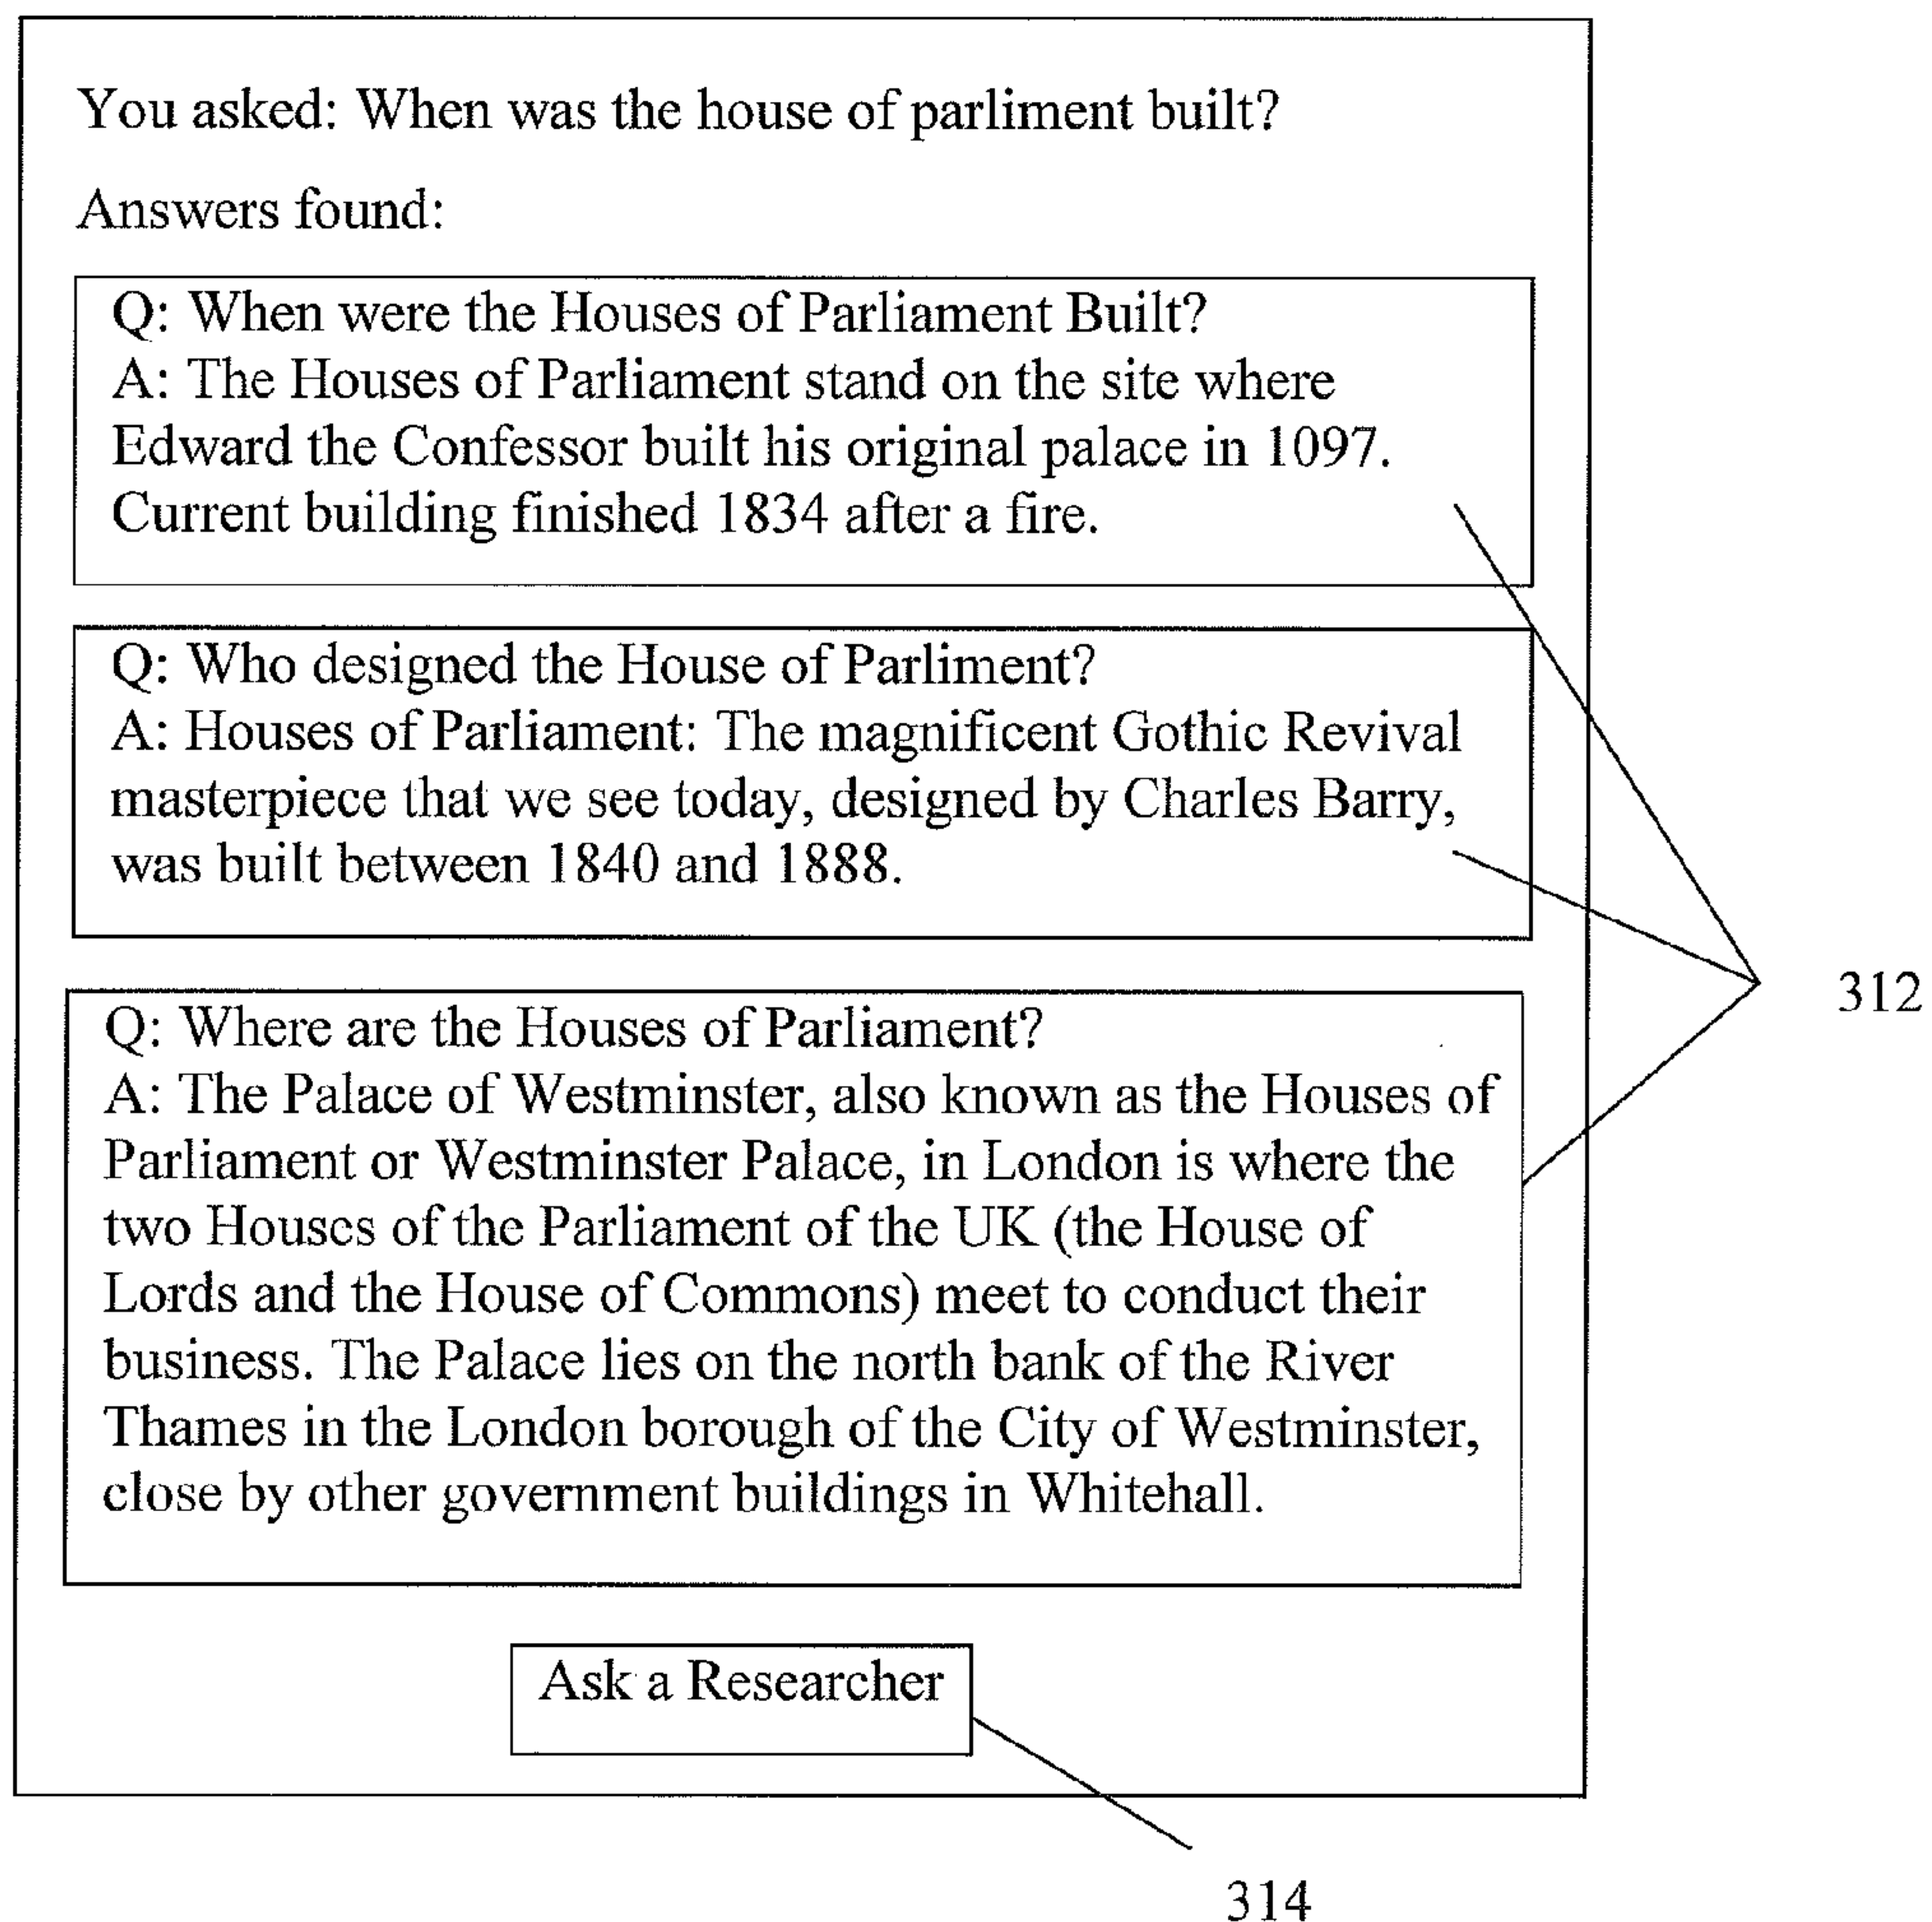 You asked: When was the house of parliment built?
Answers found:
Q: When were the Houses of Parliament Built?
A: The Houses of Parliament stand on the site where
Edward the Confessor built his original palace in 1097.
Current building finished 1834 after a fire.
Q: Who designed the House of Parliment?
A: Houses of Parliament: The magnificent Gothic Revival
masterpiece that we see today, designed by Charles Barry,
was built between 1840 and 1888.
312
Q: Where are the Houses of Parliament?
A: The Palace of Westminster, also known as the Houses of
Parliament or Westminster Palace, in London is where the
two Houses of the Parliament of the UK (the House of
Lords and the House of Commons) meet to conduct their
business. The Palace lies on the north bank of the River
Thames in the London borough of the City of Westminster,
close by other government buildings in Whitehall.
Ask a Researcher
314